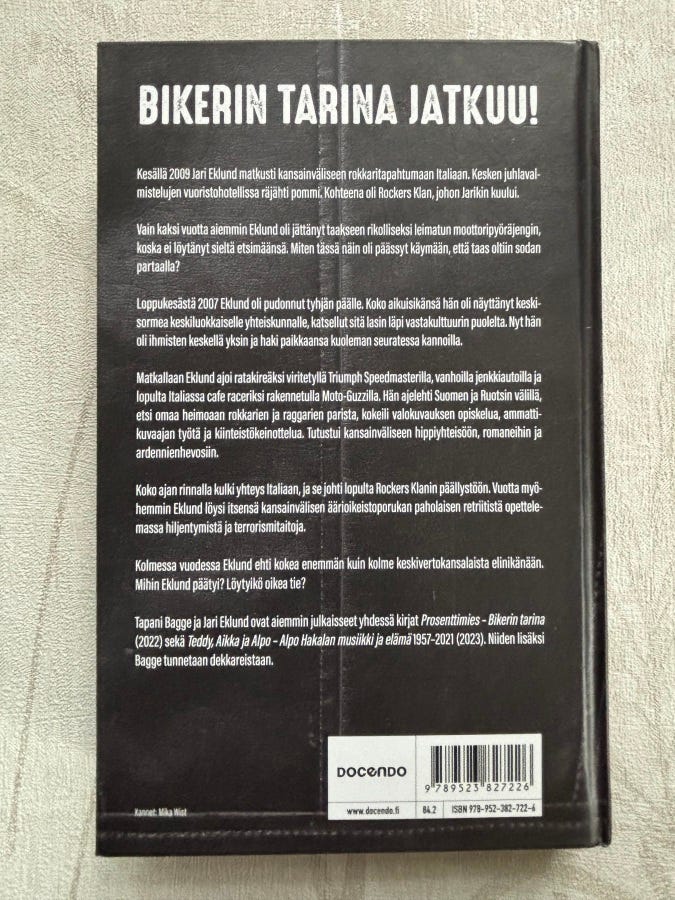 BIKERIN TARINA JATKUU!
Kesällä 2009 Jari Eklund matkusti kansainväliseen rokkaritapahtumaan Italiaan. Kesken juhlaval-
mistelujen vuoristohotellissa räjähti pommi. Kohteena oli Rockers Klan, johon Jarikin kuului.
Vain kaksi vuotta aiemmin Eklund oli jättänyt taakseen rikolliseksi leimatun moottoripyöräjengin,
koska ei löytänyt sieltä etsimäänsä. Miten tässä näin oli päässyt käymään, että taas oltiin sodan
partaalla?
Loppukesästä 2007 Eklund oli pudonnut tyhjän päälle. Koko aikuisikänsä hän oli näyttänyt keski-
sormea keskiluokkaiselle yhteiskunnalle, katsellut sitä lasin läpi vastakulttuurin puolelta. Nyt hän
oli ihmisten keskellä yksin ja haki paikkaansa kuoleman seuratessa kannoilla.
Matkallaan Eklund ajoi ratakireäksi viritetyllä Triumph Speedmasterilla, vanhoilla jenkkiautoilla ja
lopulta Italiassa cafe raceriksi rakennetulla Moto-Guzzilla. Hän ajelehti Suomen ja Ruotsin välillä,
etsi omaa heimoaan rokkarien ja raggarien parista, kokeili valokuvauksen opiskelua, ammatti-
kuvaajan työtä ja kiinteistökeinottelua. Tutustui kansainväliseen hippiyhteisöön, romaneihin ja
ardennienhevosiin.
Koko ajan rinnalla kulki yhteys Italiaan, ja se johti lopulta Rockers Klanin päällystöön. Vuotta myö-
hemmin Eklund löysi itsensä kansainvälisen äärioikeistoporukan paholaisen retriitistä opettele-
massa hiljentymistä ja terrorismitaitoja.
Kolmessa vuodessa Eklund ehti kokea enemmän kuin kolme keskivertokansalaista elinikänään.
Mihin Eklund päätyi? Löytyikö oikea tie?
Tapani Bagge ja Jari Eklund ovat aiemmin julkaisseet yhdessä kirjat Prosenttimies – Bikerin tarina
(2022) sekä Teddy, Aikka ja Alpo – Alpo Hakalan musiikki ja elämä 1957-2021 (2023). Niiden lisäksi
Bagge tunnetaan dekkareistaan.
DOCENDO
9 789523 827226
Kannet: Mika Wist
www.docendo.fi
84.2
ISBN 978-952-382-722-6